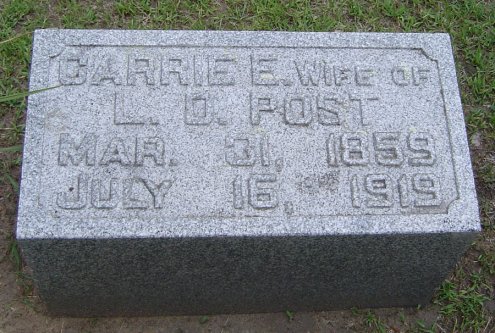 CARRIE E. WIFE OF
L. D. POST
MAR. 31, 1859
JULY 16, 1919